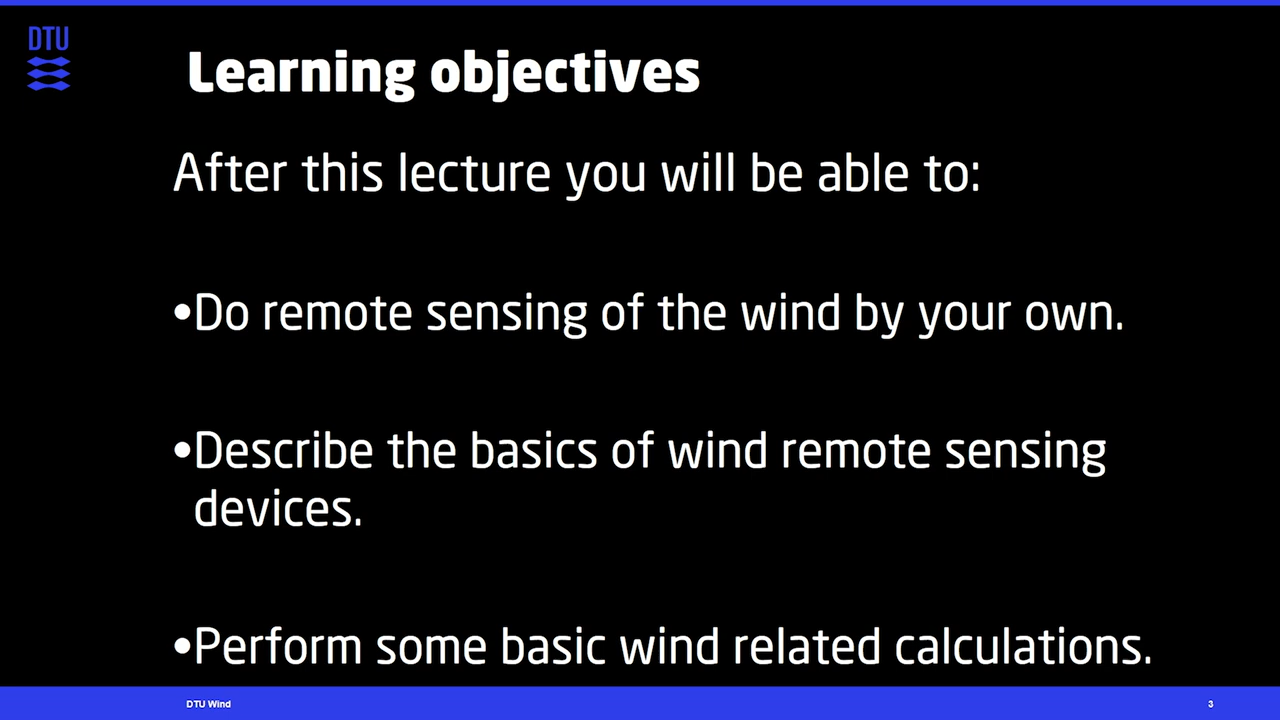 DTU
Learning objectives
After this lecture you will be able to:
•Do remote sensing of the wind by your own.
•Describe the basics of wind remote sensing
devices.
•Perform some basic wind related calculations.
DTU Wind
3